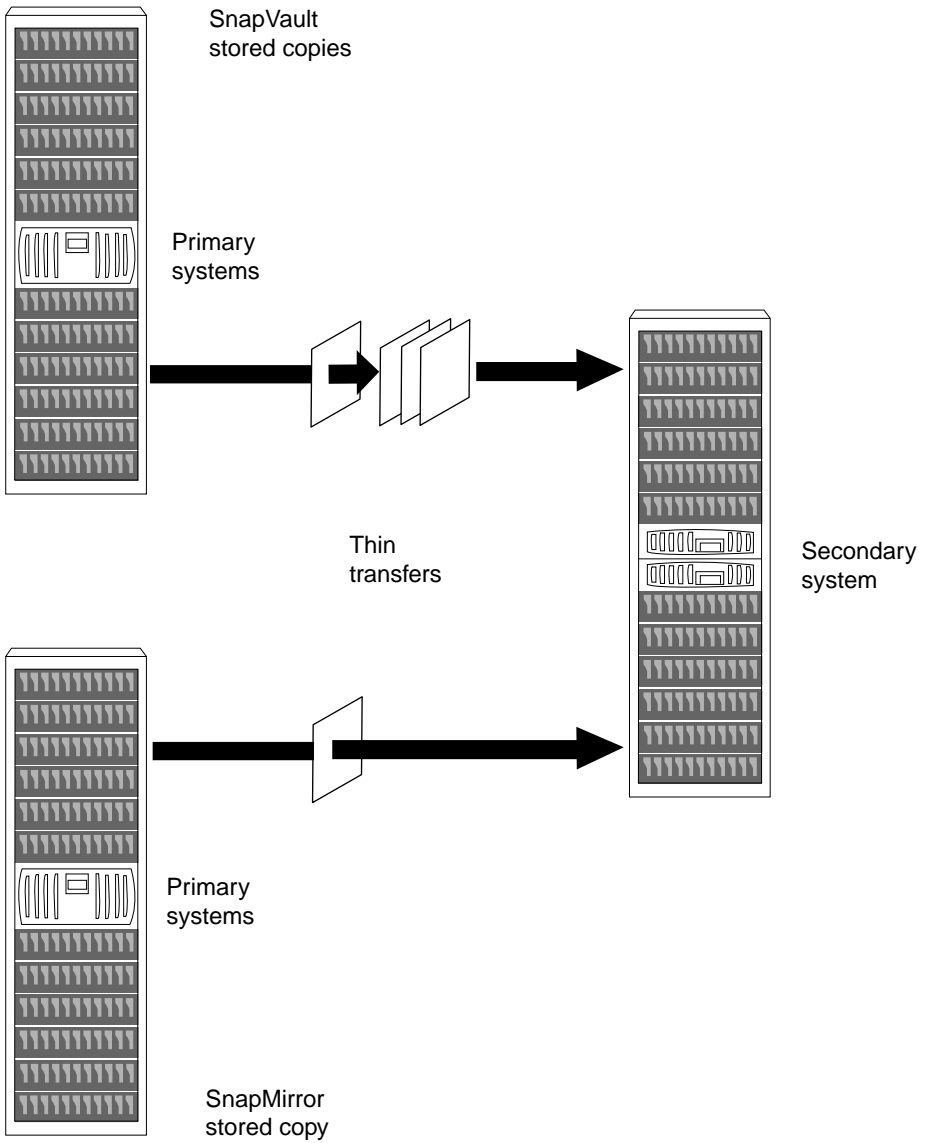 SnapVault
stored copies
Primary
systems
Thin
transfers
Secondary
system
Primary
systems
SnapMirror
stored copy